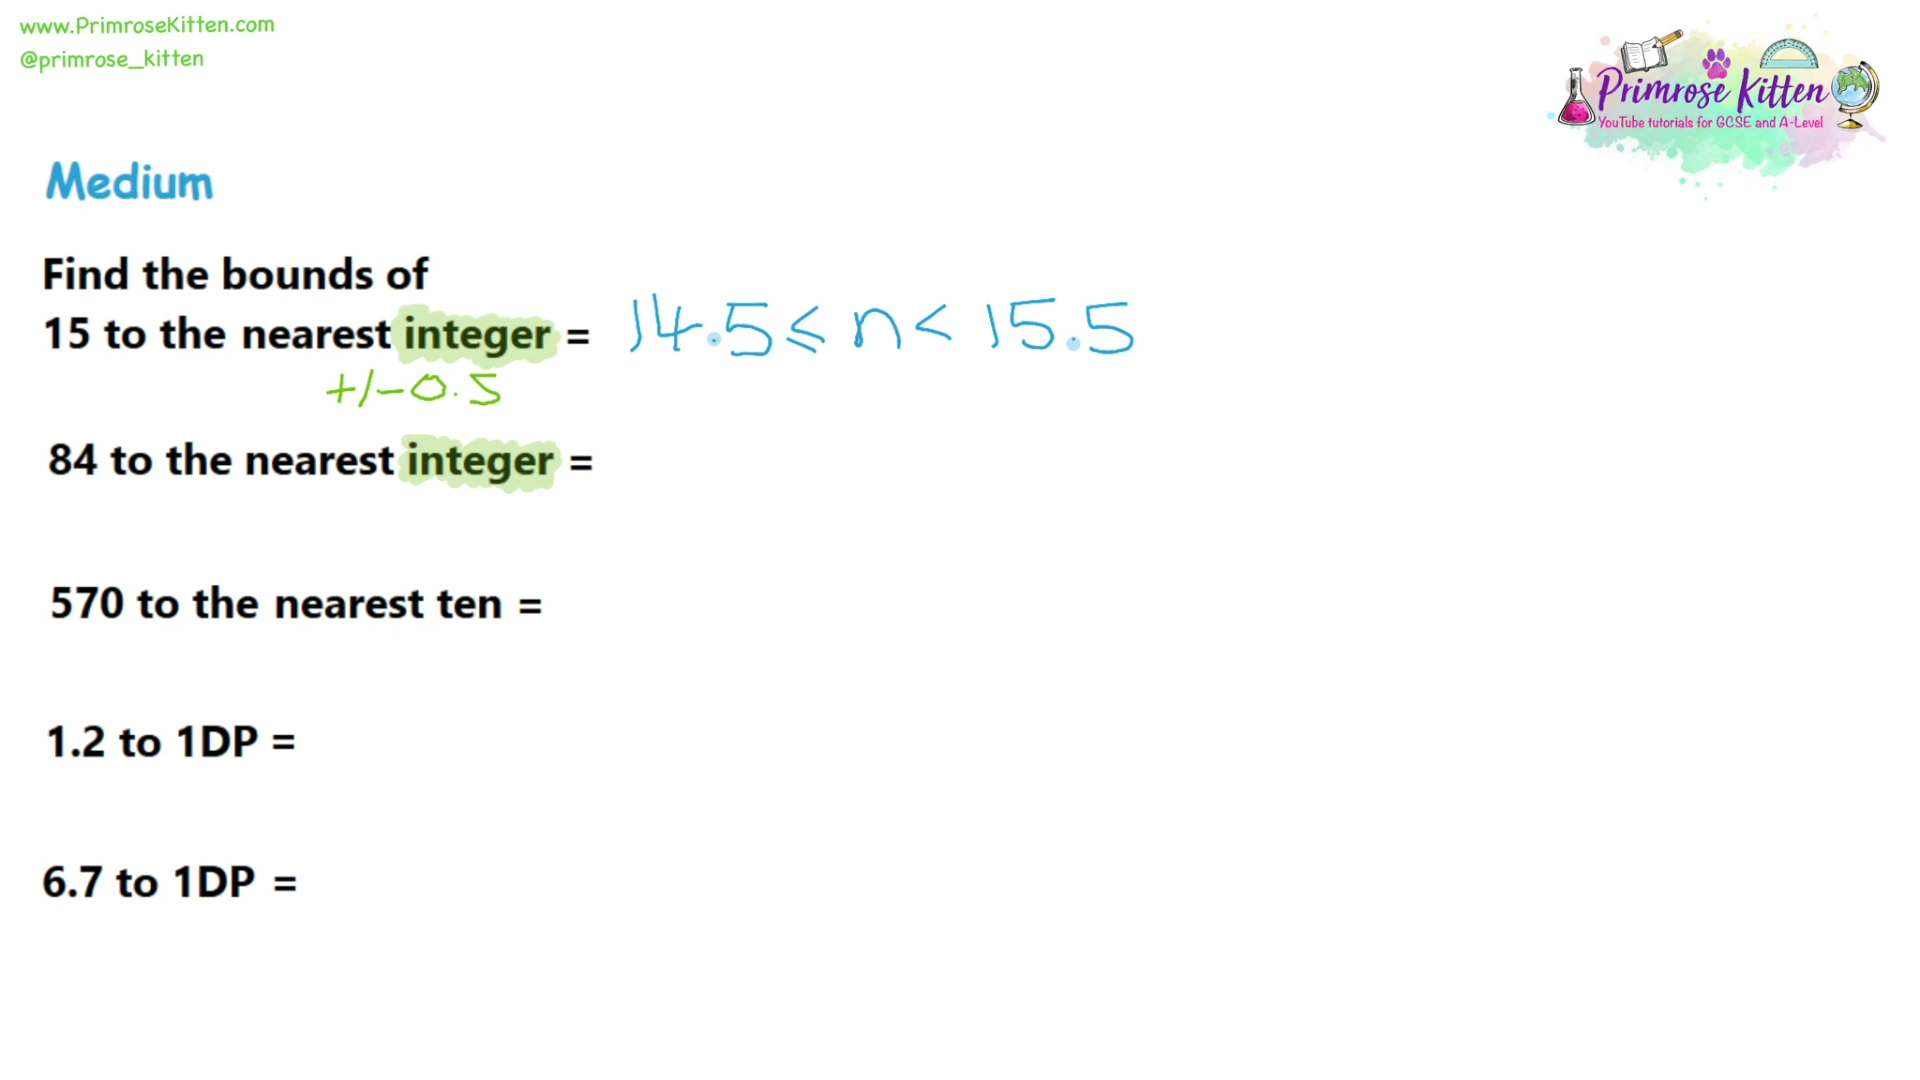 www.PrimroseKitten.com
@primrose_kitten
Primrose Kitten
YouTube tutorials for GCSE and A-Level
Medium
Find the bounds of
15 to the nearest integer = 14.5 ≤ n < 15.5
+/-0.5
84 to the nearest integer =
570 to the nearest ten =
1.2 to 1DP =
6.7 to 1DP =